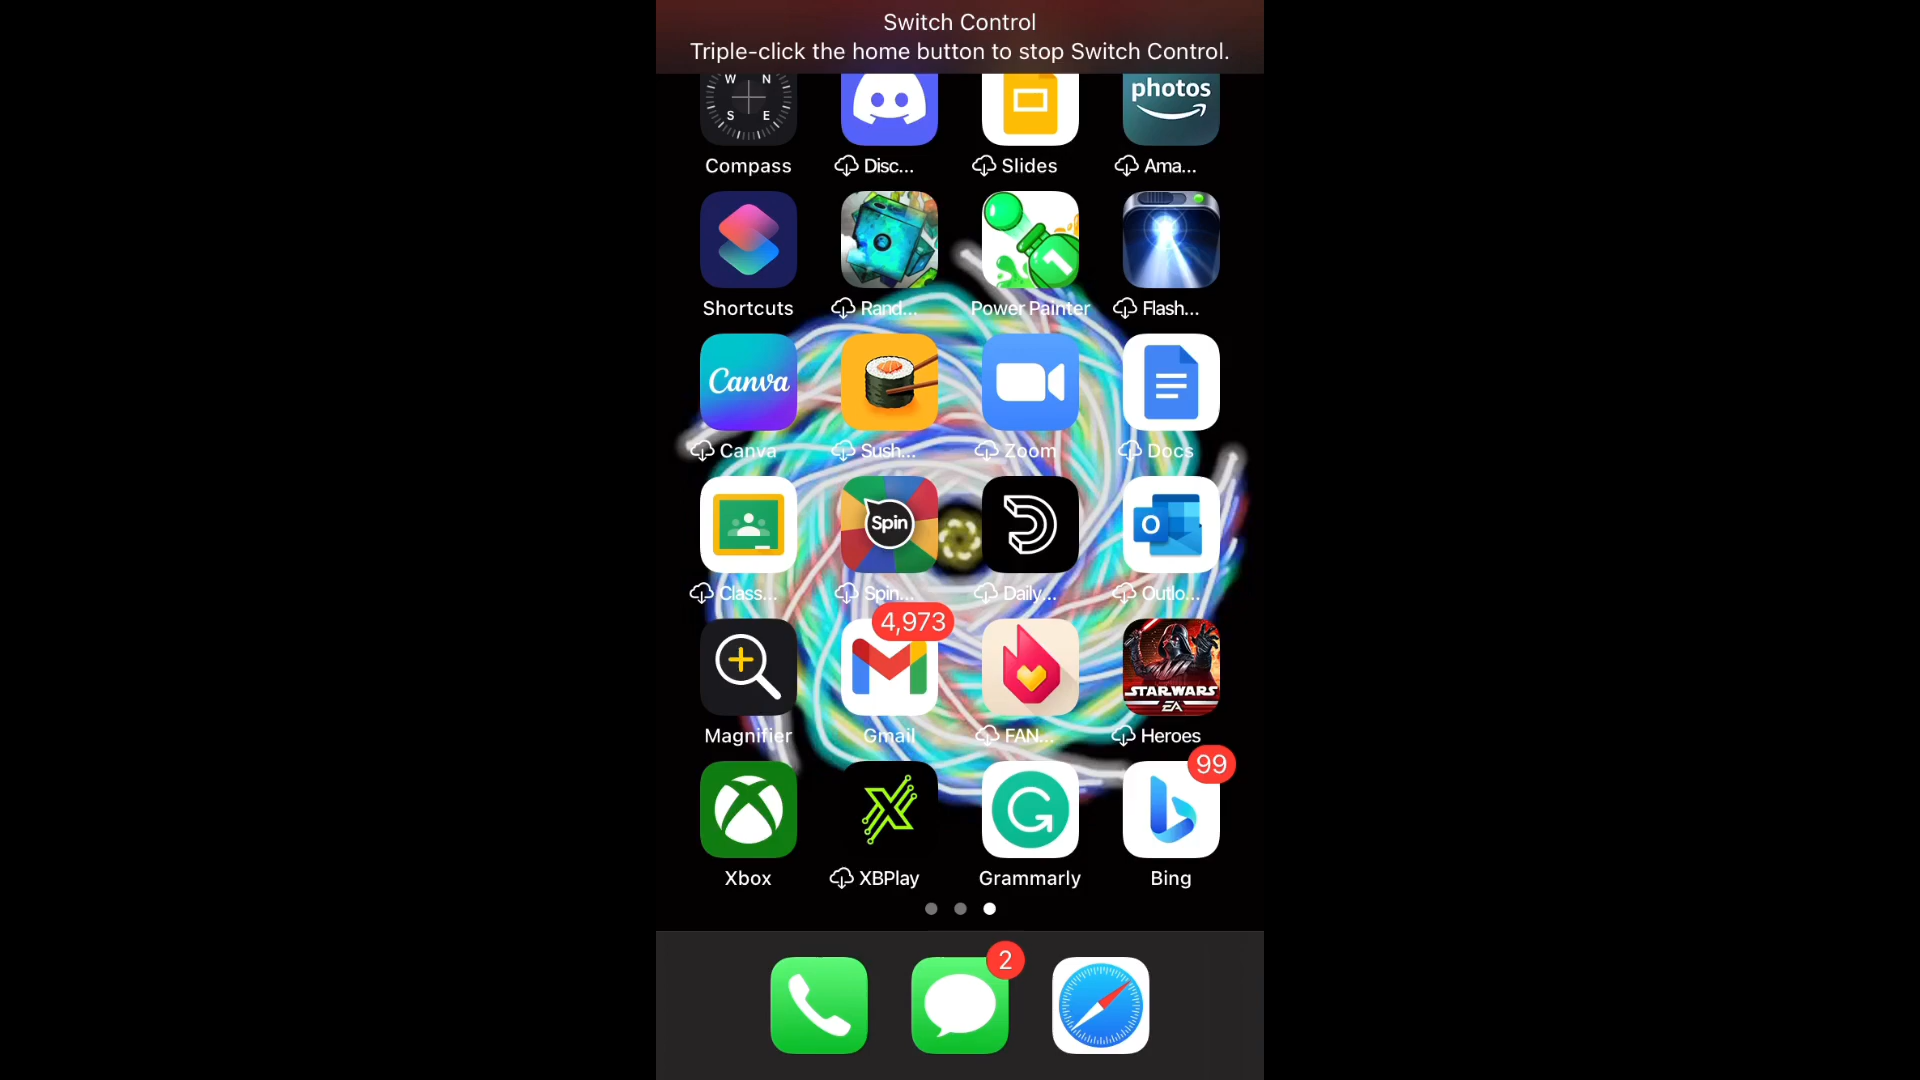 Switch Control
Triple-click the home button to stop Switch Control.
W N
S E
photos
Compass Disc... Slides Ama...
1
Shortcuts Rand... Power Painter Flash...
Canva
Canva Sush... Zoom Docs
Spin O
Class... Spin... Daily... Outlo...
4,973
STAR WARS
EA
Magnifier Gmail FAN... Heroes
99
Xbox XBPlay Grammarly Bing
2